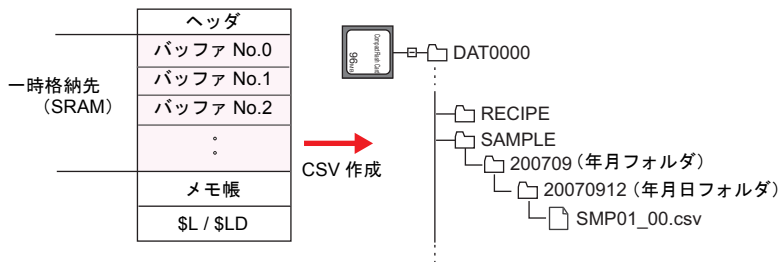 ヘッダ
バッファ No.0
バッファ No.1
バッファ No.2
一時格納先
（SRAM）
メモ帳
$L / $LD
CSV 作成
96MB
DAT0000
RECIPE
SAMPLE
200709（年月フォルダ）
20070912（年月日フォルダ）
SMP01_00.csv